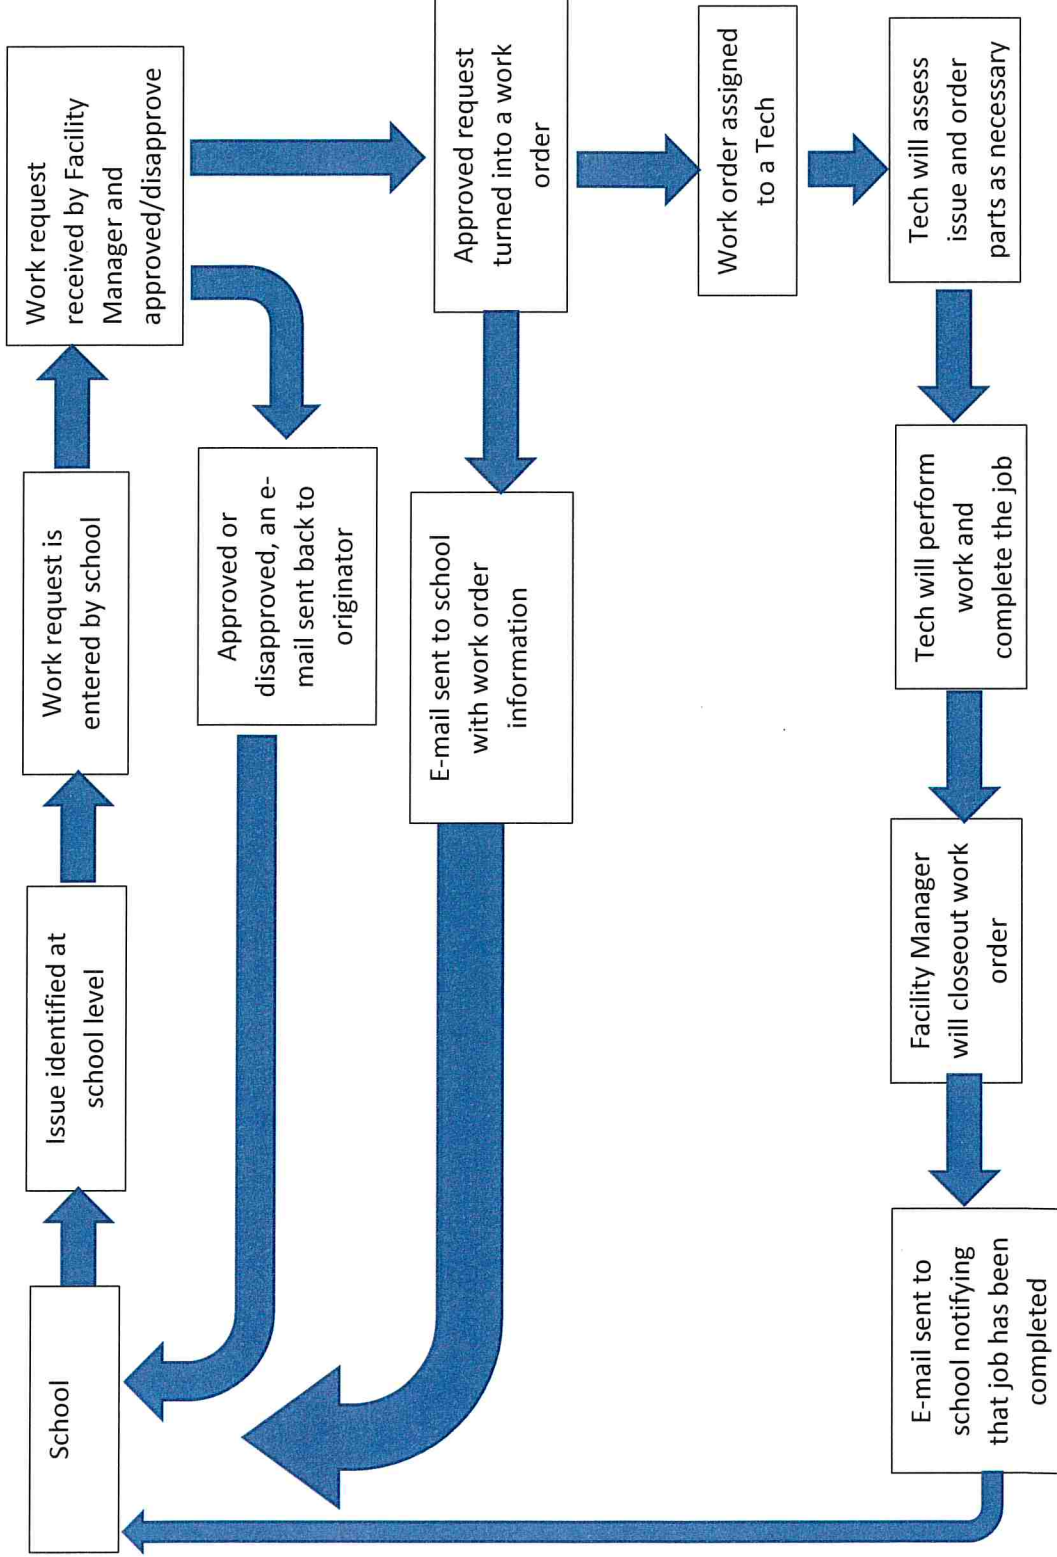 School
Issue identified at
school level
Work request is
entered by school
Work request
received by Facility
Manager and
approved/disapprove
Approved or
disapproved, an e-
mail sent back to
originator
Approved request
turned into a work
order
E-mail sent to school
with work order
information
Work order assigned
to a Tech
Tech will assess
issue and order
parts as necessary
Tech will perform
work and
complete the job
Facility Manager
will closeout work
order
E-mail sent to
school notifying
that job has been
completed